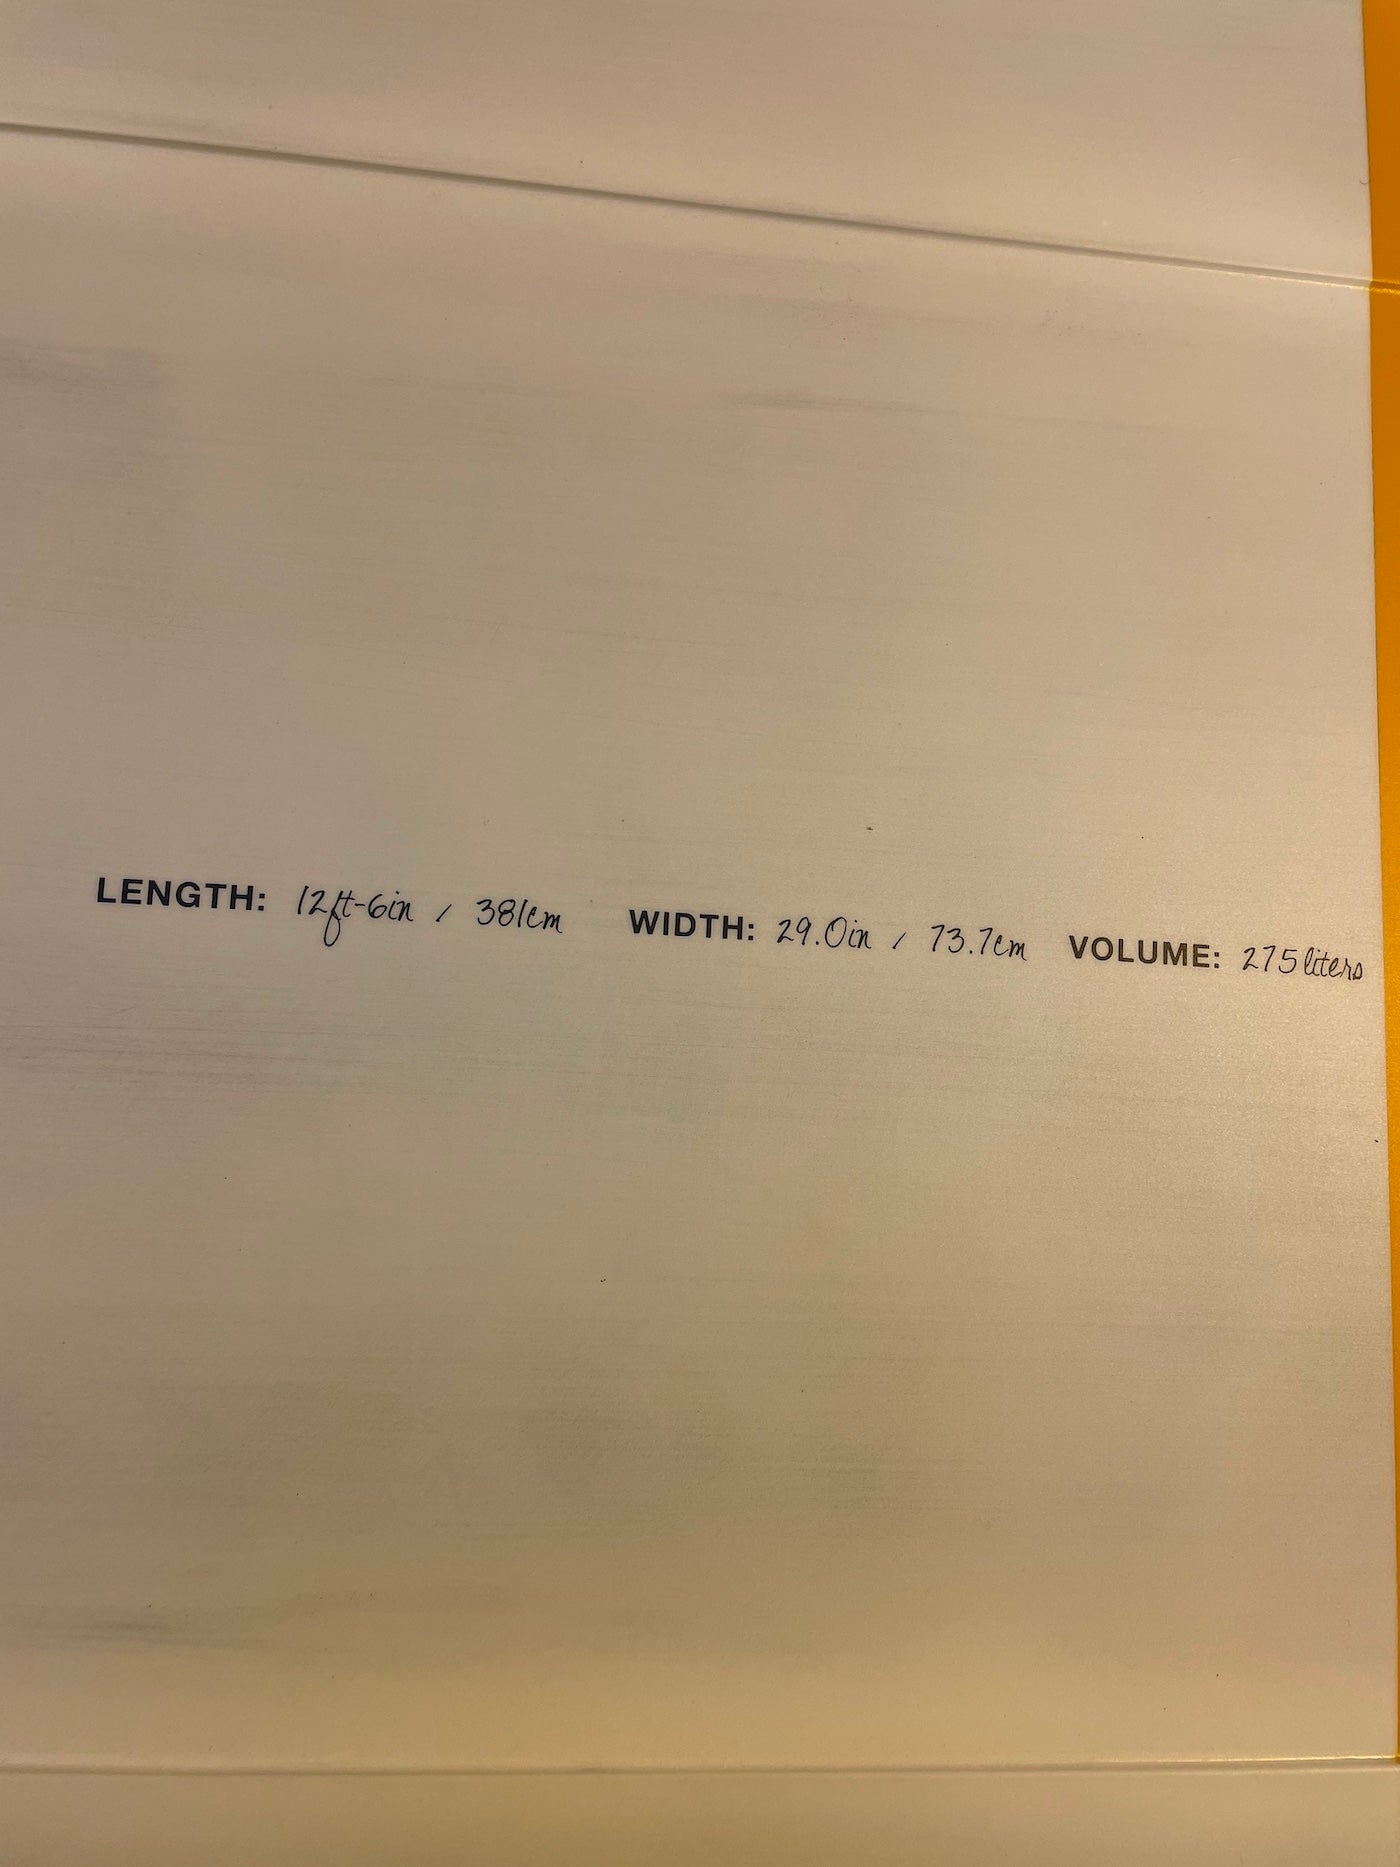 LENGTH: 12ft-6in / 381cm WIDTH: 29.0in / 73.7cm VOLUME: 275 liters